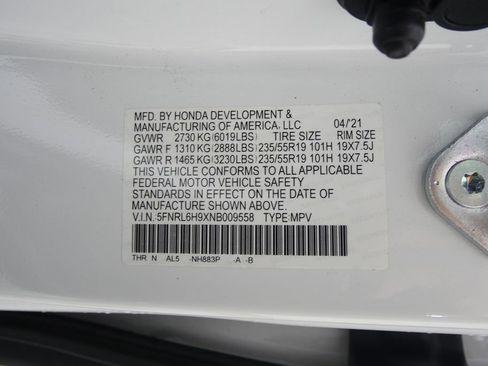 MFD. BY HONDA DEVELOPMENT &
MANUFACTURING OF AMERICA, LLC 04/21
GVWR 2730 KG(6019LBS) TIRE SIZE RIM SIZE
GAWR F 1310 KG(2888LBS)235/55R19 101H 19X7.5J
GAWR R 1465 KG(3230LBS)235/55R19 101H 19X7.5J
THIS VEHICLE CONFORMS TO ALL APPLICABLE
FEDERAL MOTOR VEHICLE SAFETY
STANDARDS IN EFFECT ON THE DATE OF
MANUFACTURE SHOWN ABOVE.
V.I.N:5FNRL6H9XNB009558 TYPE:MPV
THR N AL5 -NH883P -A -B